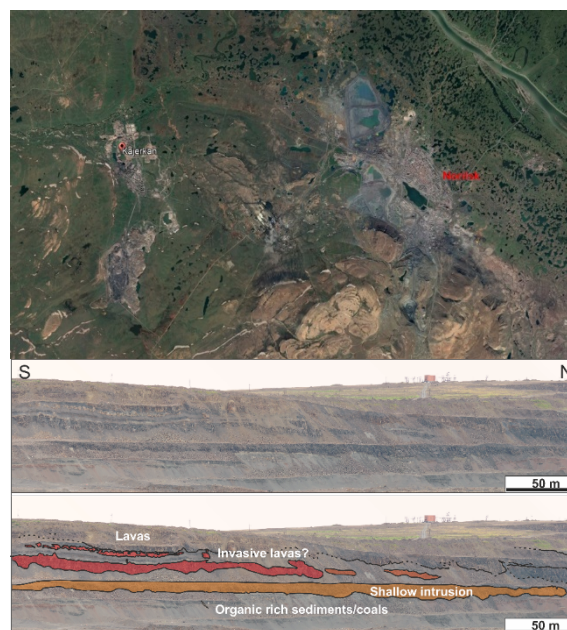 Kajerkan
Norilsk
S
N
50 m
Lavas
Invasive lavas?
Shallow intrusion
Organic rich sediments/coals
50 m